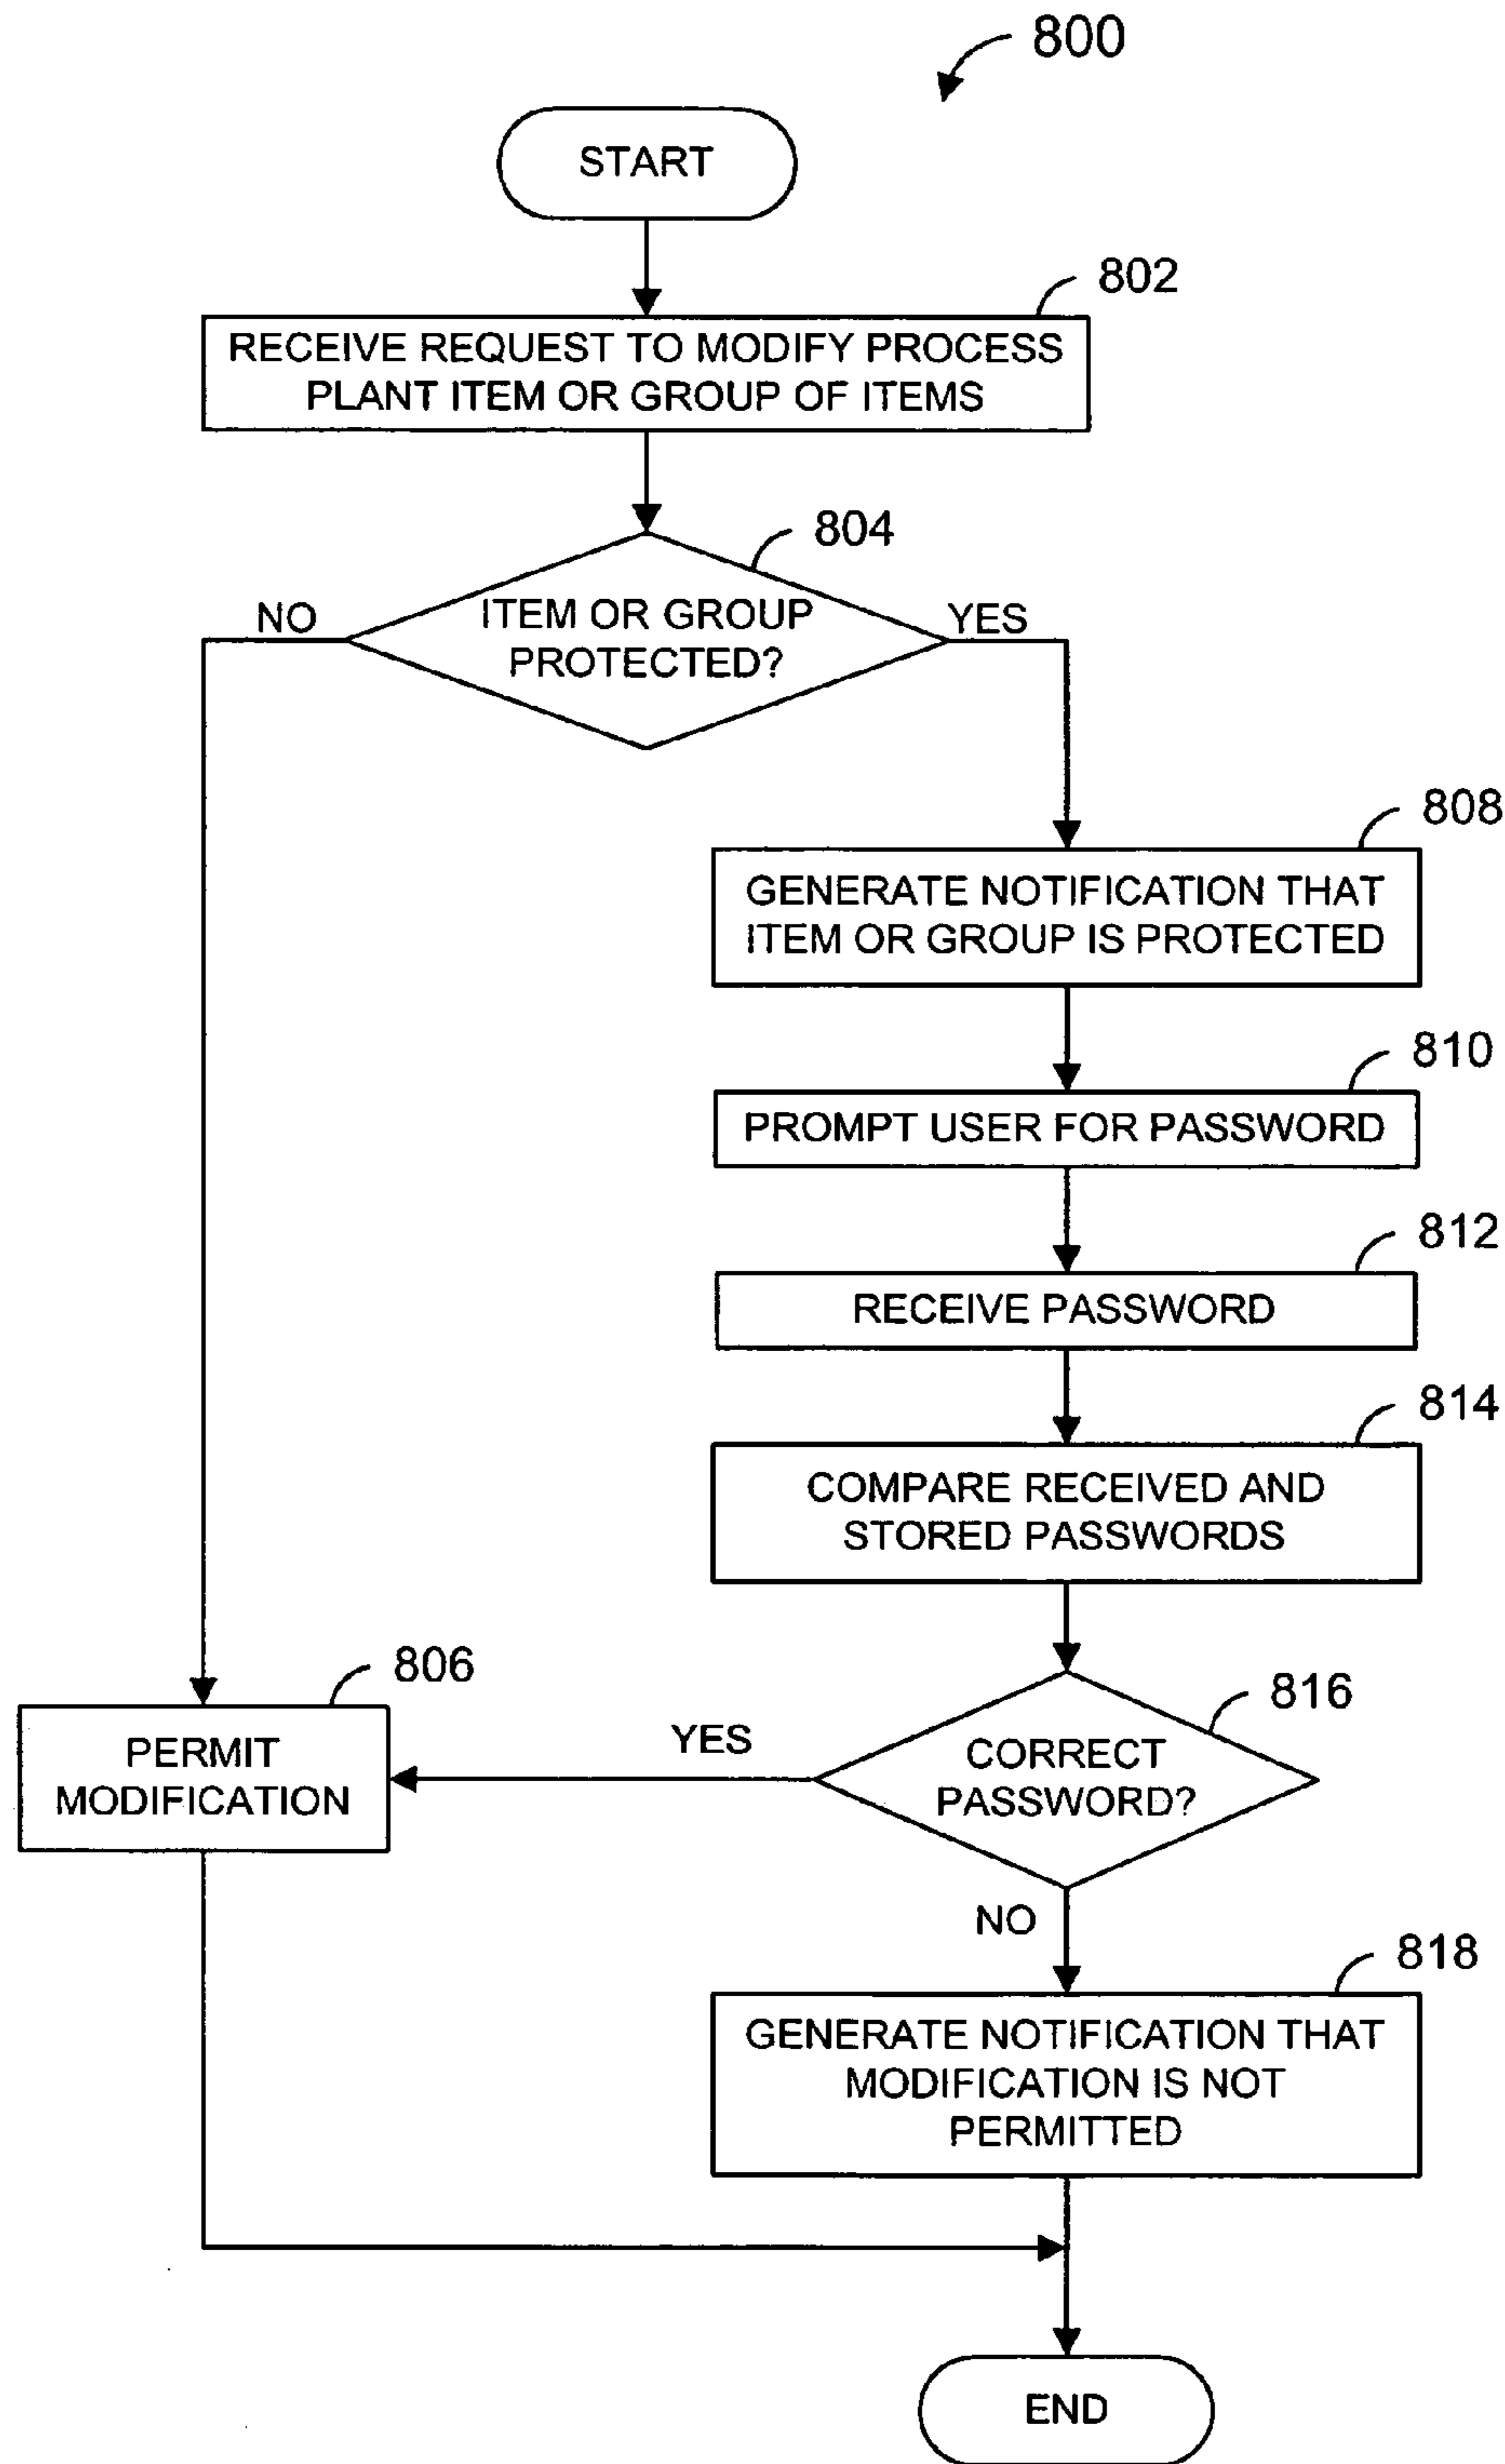 800
START
802
RECEIVE REQUEST TO MODIFY PROCESS
PLANT ITEM OR GROUP OF ITEMS
804
NO
ITEM OR GROUP
PROTECTED?
YES
808
GENERATE NOTIFICATION THAT
ITEM OR GROUP IS PROTECTED
810
PROMPT USER FOR PASSWORD
812
RECEIVE PASSWORD
814
COMPARE RECEIVED AND
STORED PASSWORDS
806
PERMIT
MODIFICATION
YES
816
CORRECT
PASSWORD?
NO
818
GENERATE NOTIFICATION THAT
MODIFICATION IS NOT
PERMITTED
END